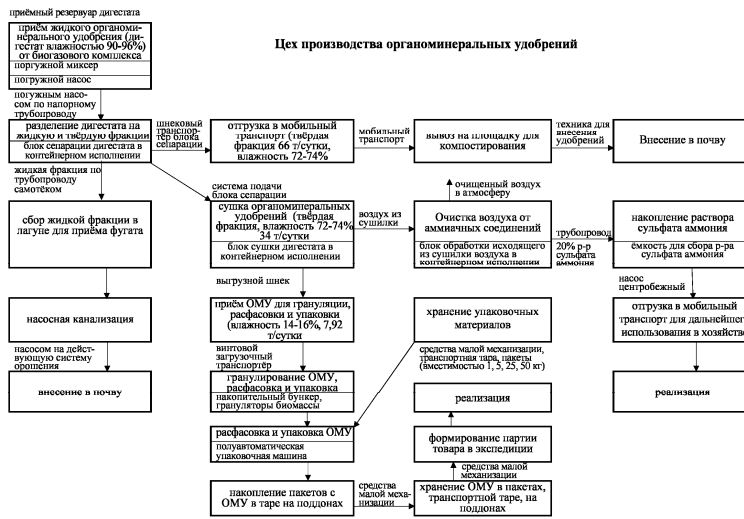 приёмный резервуар дигестата
приём жидкого органоми-
нерального удобрения (ди-
гестат влажностью 90-96%)
от биогазового комплекса
поргужной миксер
погружной насос
Цех производства органоминеральных удобрений
погужным насо-
сом по напорному
трубопроводу
разделение дигестата на
жидкую и твёрдую фракции
блок сепарации дигестата в
контейнерном исполнении
шнековый
транспор-
тёр блока
сепарации
отгрузка в мобильный
транспорт (твёрдая
фракция 66 т/сутки,
влажность 72-74%
мобильный
транспорт
вывоз на площадку для
компостирования
техника для
внесения
удобрений
Внесение в почву
жидкая фракция по
трубопроводу
самотёком
система подачи
блока сепарации
очищенный воздух
в атмосферу
сбор жидкой фракции в
лагуне для приёма фугата
сушка органоминеральных
удобрений (твёрдая
фракция, влажность 72-74%
34 т/сутки
блок сушки дигестата в
контейнерном исполнении
воздух из
сушилки
Очистка воздуха от
аммиачных соединений
блок обработки исходящего
из сушилки воздуха в
контейнерном исполнении
трубопровод
20% р-р
сульфата
аммония
накопление раствора
сульфата аммония
ёмкость для сбора р-ра
сульфата аммония
выгрузной шнек
насос
центробежный
насосная канализация
приём ОМУ для грануляции,
расфасовки и упаковки
(влажность 14-16%, 7,92
т/сутки
хранение упаковочных
материалов
отгрузка в мобильный
транспорт для дальнейшег
использования в хозяйств
насосом на дейст-
вующую систему
орошения
винтовой
загрузочный
транспортёр
средства малой механизации,
транспортная тара, пакеты
(вместимостью 1, 5, 25, 50 кг)
внесение в почву
гранулирование ОМУ,
расфасовка и упаковка
накопительный бункер,
грануляторы биомассы
реализация
реализация
расфасовка и упаковка ОМУ
полуавтоматическая
упаковочная машина
формирование партии
товара в экспедиции
средства малой
механизации
накопление пакетов с
ОМУ в таре на поддонах
средства
малой меха-
низации
хранение ОМУ в пакетах,
транспортной таре, на
поддонах